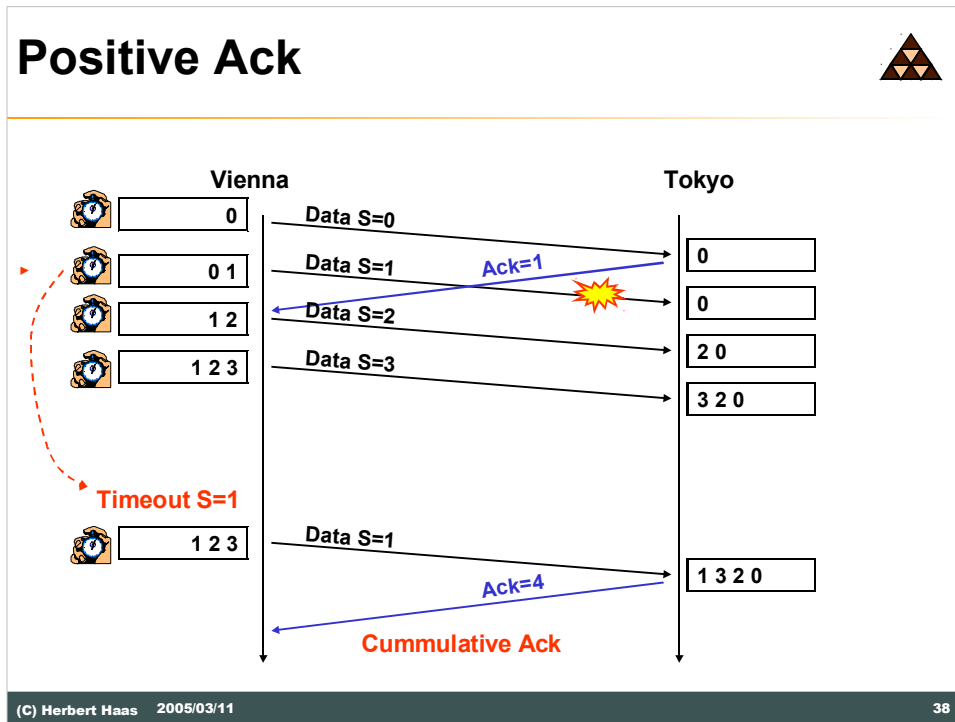 Positive Ack
Vienna
Tokyo
0
Data S=0
0
0 1
Data S=1
Ack=1
0
1 2
Data S=2
2 0
1 2 3
Data S=3
3 2 0
Timeout S=1
1 2 3
Data S=1
1 3 2 0
Ack=4
Cummulative Ack
(C) Herbert Haas 2005/03/11
38